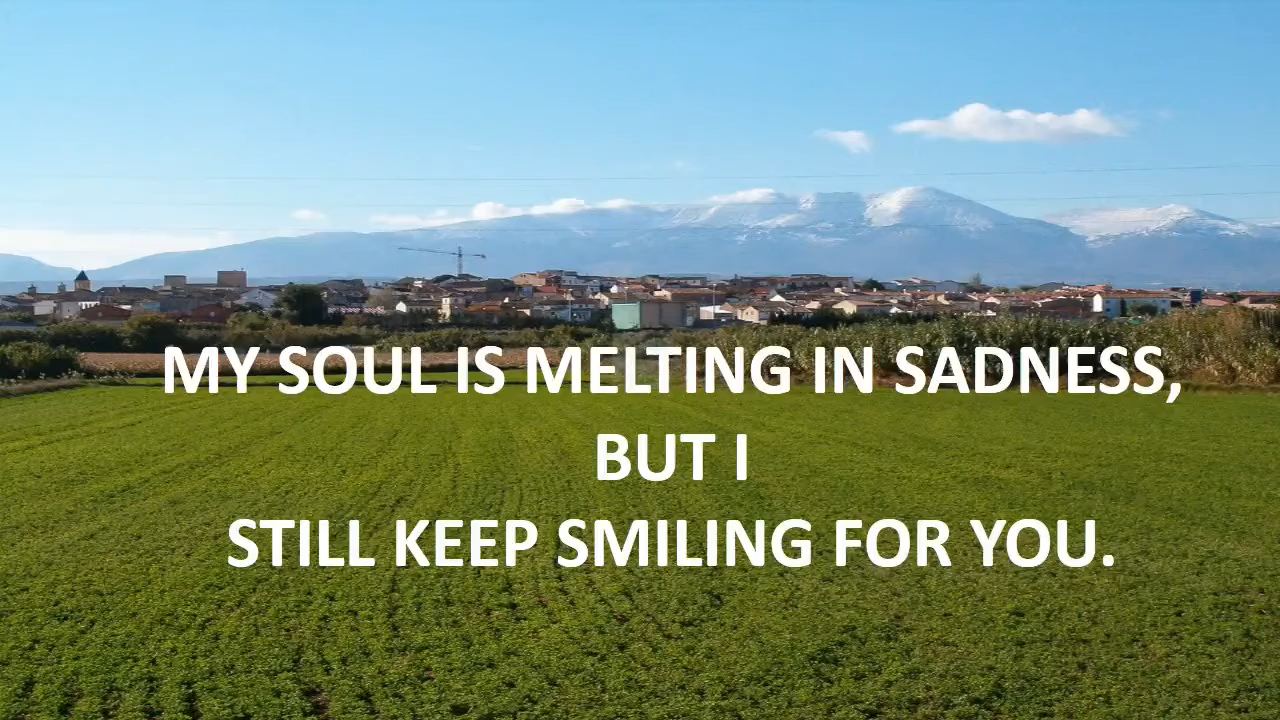 MY SOUL IS MELTING IN SADNESS,
BUT I
STILL KEEP SMILING FOR YOU.